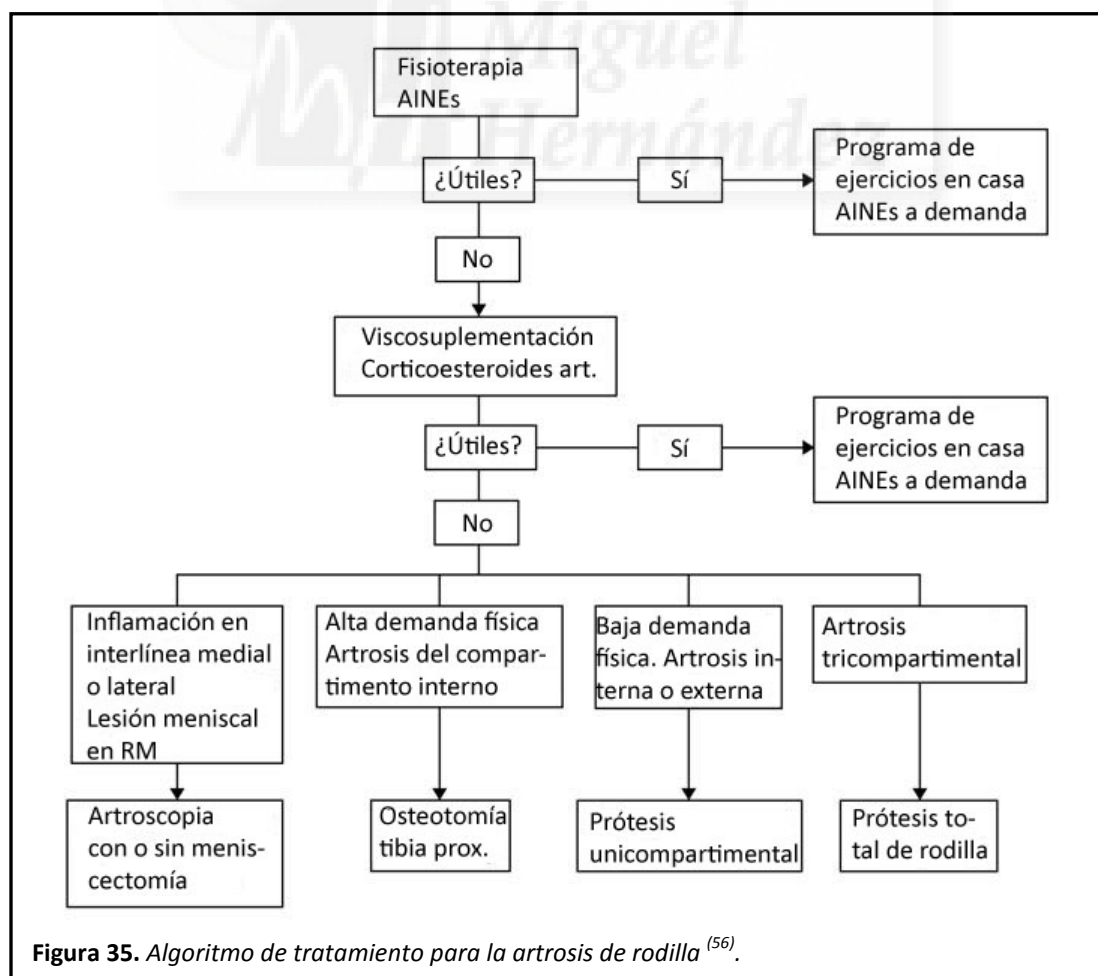 Miguel
Hernández
Fisioterapia
AINEs
¿Útiles?
Sí
Programa de
ejercicios en casa
AINEs a demanda
No
Viscosuplementación
Corticoesteroides art.
¿Útiles?
Sí
Programa de
ejercicios en casa
AINEs a demanda
No
Inflamación en
interlínea medial
o lateral
Lesión meniscal
en RM
Alta demanda física
Artrosis del compar-
timento interno
Baja demanda
física. Artrosis in-
terna o externa
Artrosis
tricompartimental
Artroscopia
con o sin menis-
cectomía
Osteotomía
tibia prox.
Prótesis
unicompartimental
Prótesis to-
tal de rodilla
Figura 35. Algoritmo de tratamiento para la artrosis de rodilla (56).